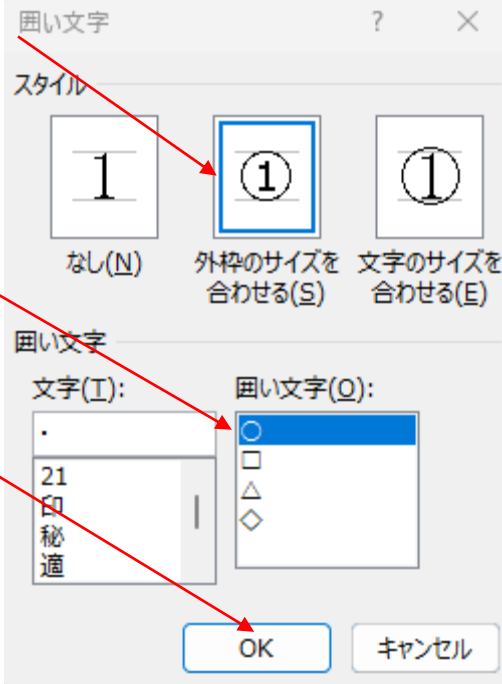 囲い文字 ? ×
スタイル
1 ① ①
なし(N) 外枠のサイズを 文字のサイズを
合わせる(S) 合わせる(E)
囲い文字
文字(T): 囲い文字(O):
・ ○
21 □
印 △
秘 ◇
適
OK キャンセル